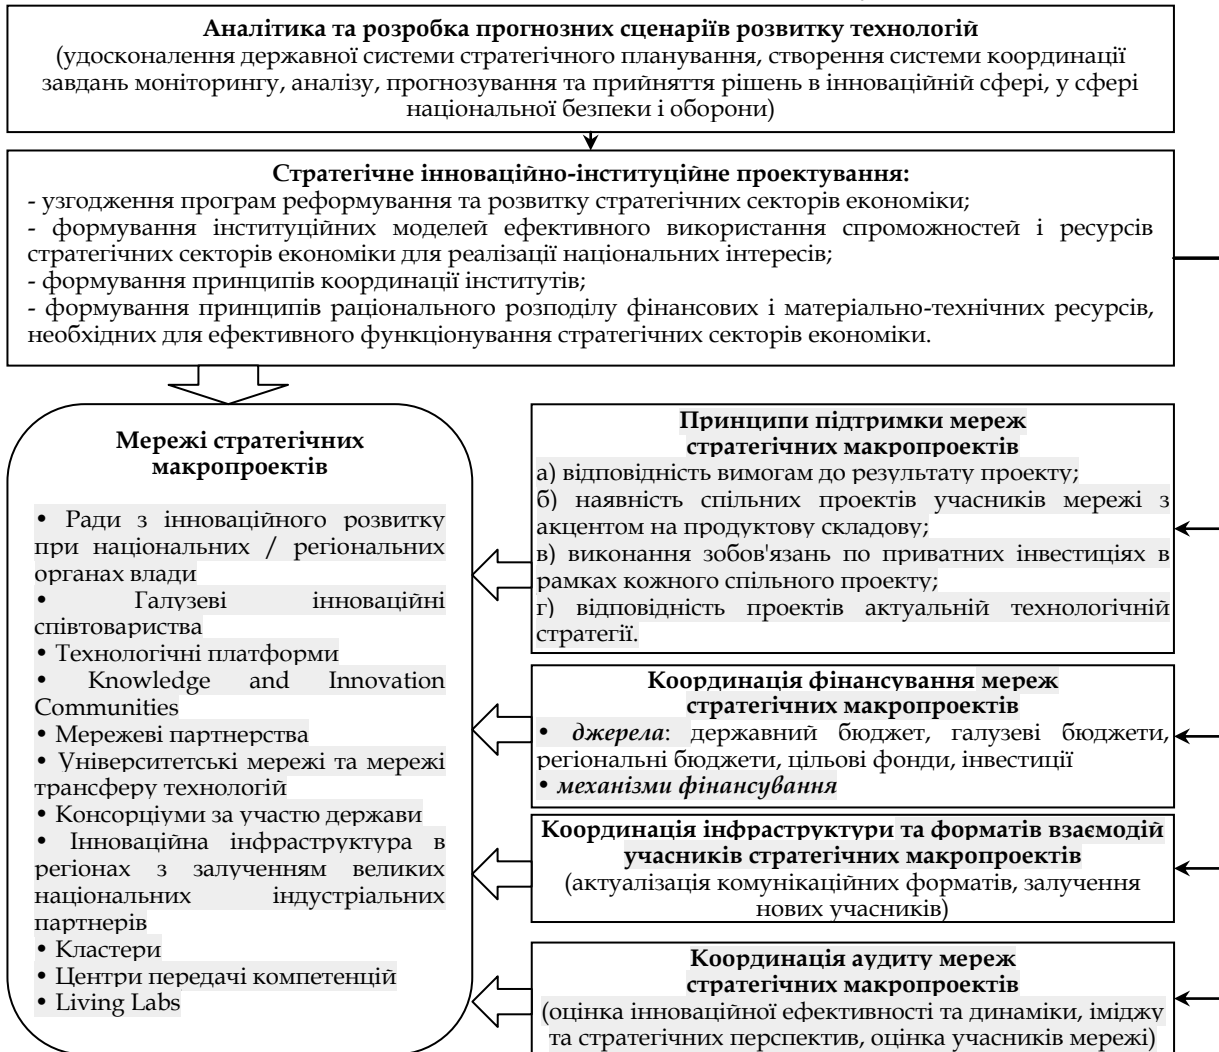 Аналітика та розробка прогнозних сценаріїв розвитку технологій
(удосконалення державної системи стратегічного планування, створення системи координації
завдань моніторингу, аналізу, прогнозування та прийняття рішень в інноваційній сфері, у сфері
національної безпеки і оборони)
Стратегічне інноваційно-інституційне проектування:
- узгодження програм реформування та розвитку стратегічних секторів економіки;
- формування інституційних моделей ефективного використання спроможностей і ресурсів
стратегічних секторів економіки для реалізації національних інтересів;
- формування принципів координації інститутів;
- формування принципів раціонального розподілу фінансових і матеріально-технічних ресурсів,
необхідних для ефективного функціонування стратегічних секторів економіки.
Мережі стратегічних
макропроектів
• Ради з інноваційного розвитку
при національних / регіональних
органах влади
• Галузеві інноваційні
співтовариства
• Технологічні платформи
• Knowledge and Innovation
Communities
• Мережеві партнерства
• Університетські мережі та мережі
трансферу технологій
• Консорціуми за участю держави
• Інноваційна інфраструктура в
регіонах з залученням великих
національних індустріальних
партнерів
• Кластери
• Центри передачі компетенцій
• Living Labs
Принципи підтримки мереж
стратегічних макропроектів
а) відповідність вимогам до результату проекту;
б) наявність спільних проектів учасників мережі з
акцентом на продуктову складову;
в) виконання зобов'язань по приватних інвестиціях в
рамках кожного спільного проекту;
г) відповідність проектів актуальній технологічній
стратегії.
Координація фінансування мереж
стратегічних макропроектів
• джерела: державний бюджет, галузеві бюджети,
регіональні бюджети, цільові фонди, інвестиції
• механізми фінансування
Координація інфраструктури та форматів взаємодій
учасників стратегічних макропроектів
(актуалізація комунікаційних форматів, залучення
нових учасників)
Координація аудиту мереж
стратегічних макропроектів
(оцінка інноваційної ефективності та динаміки, іміджу
та стратегічних перспектив, оцінка учасників мережі)